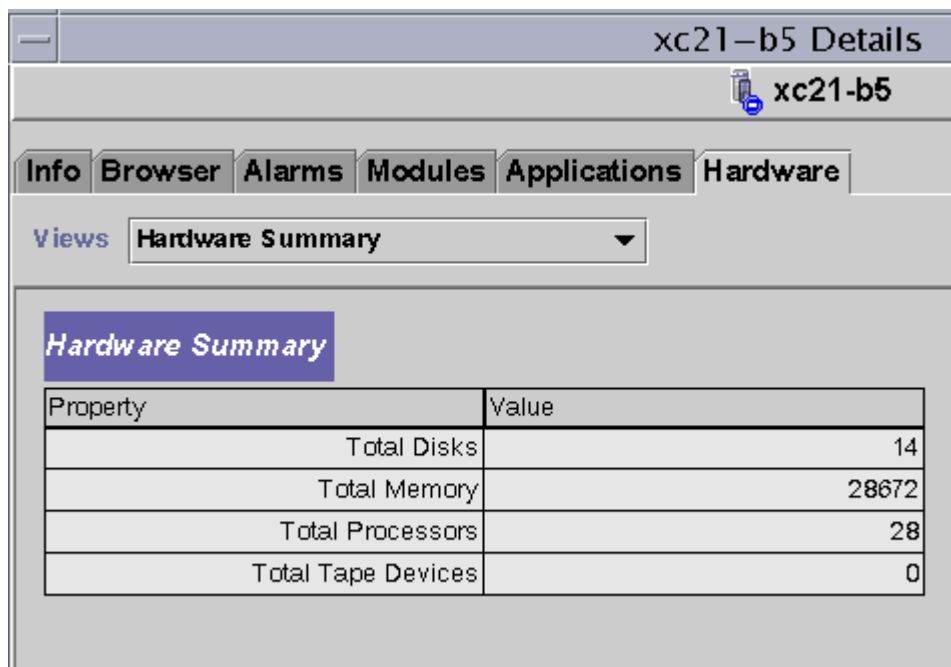 xc21–b5 Details
xc21-b5
Info Browser Alarms Modules Applications Hardware
Views Hardware Summary
Hardware Summary
Property Value
Total Disks 14
Total Memory 28672
Total Processors 28
Total Tape Devices 0